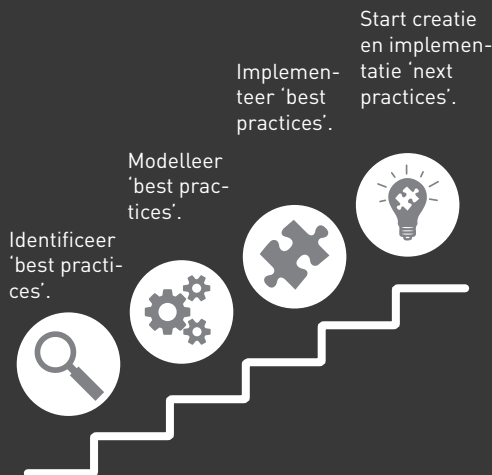 Identificeer
‘best practi-
ces’.
Modelleer
‘best prac-
tices’.
Implemen-
teer ‘best
practices’.
Start creatie
en implemen-
tatie ‘next
practices’.